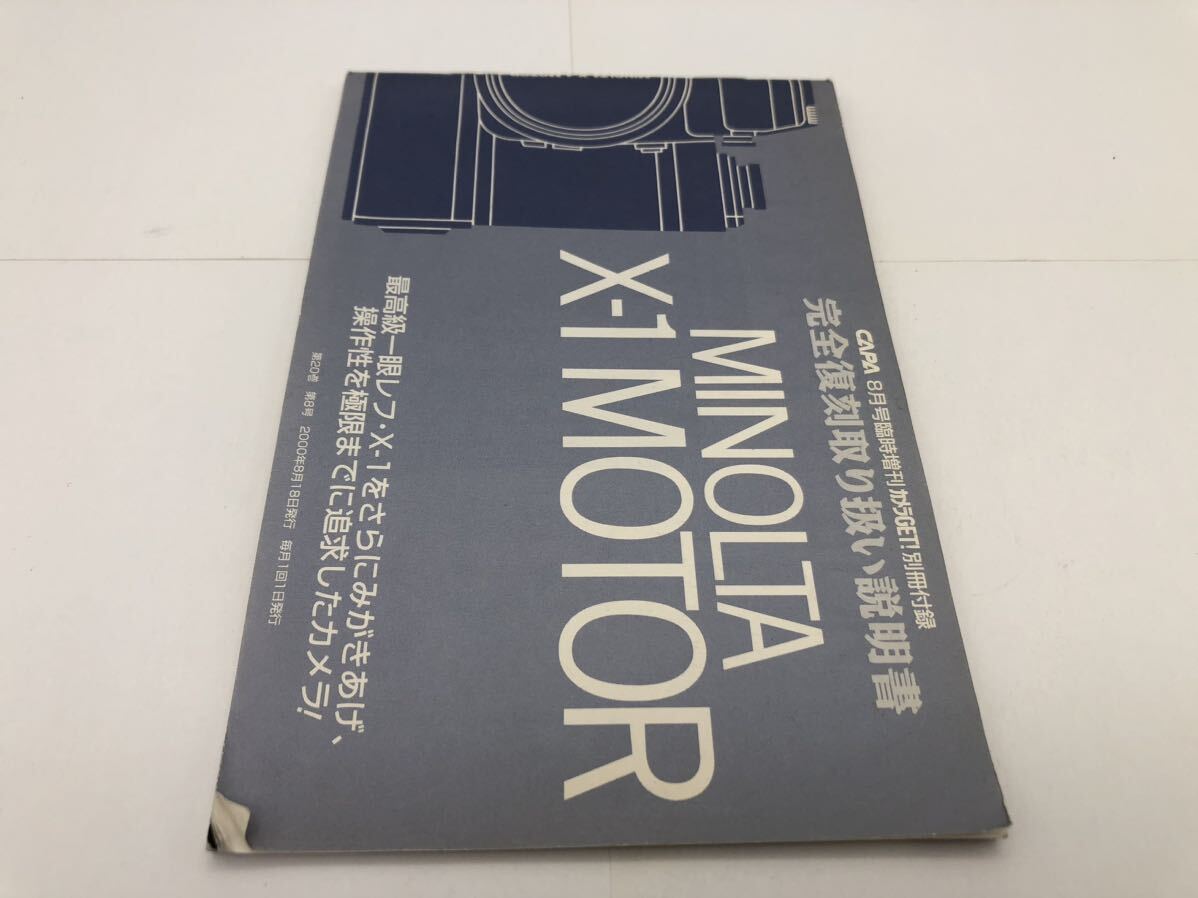 CAPA 8月号臨時増刊カメラGET!別冊付録
完全復刻取り扱い説明書
MINOLTA
X-1 MOTOR
最高級一眼レフ・X-1をさらにみがきあげ、
操作性を極限までに追求したカメラ!
第20巻 第8号 2000年8月18日発行 毎月1回1日発行